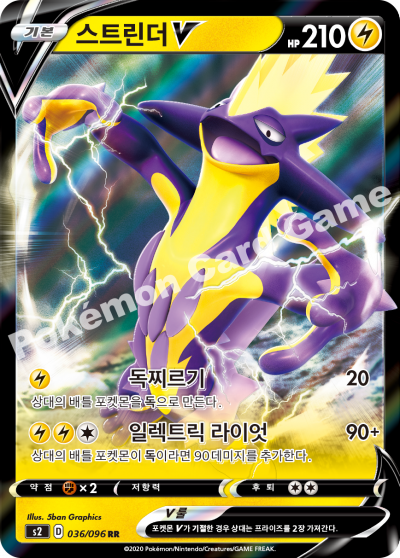 기본 스트린더 V HP 210
Pokémon Card Game
독찌르기 20
상대의 배틀 포켓몬을 독으로 만든다.
일렉트릭 라이엇 90+
상대의 배틀 포켓몬이 독이라면 90데미지를 추가한다.
약점 ×2 저항력 후퇴
Illus. 5ban Graphics
V룰
s2 D 036/096 RR
포켓몬 V가 기절한 경우 상대는 프라이즈를 2장 가져간다.
©2020 Pokémon/Nintendo/Creatures/GAME FREAK.